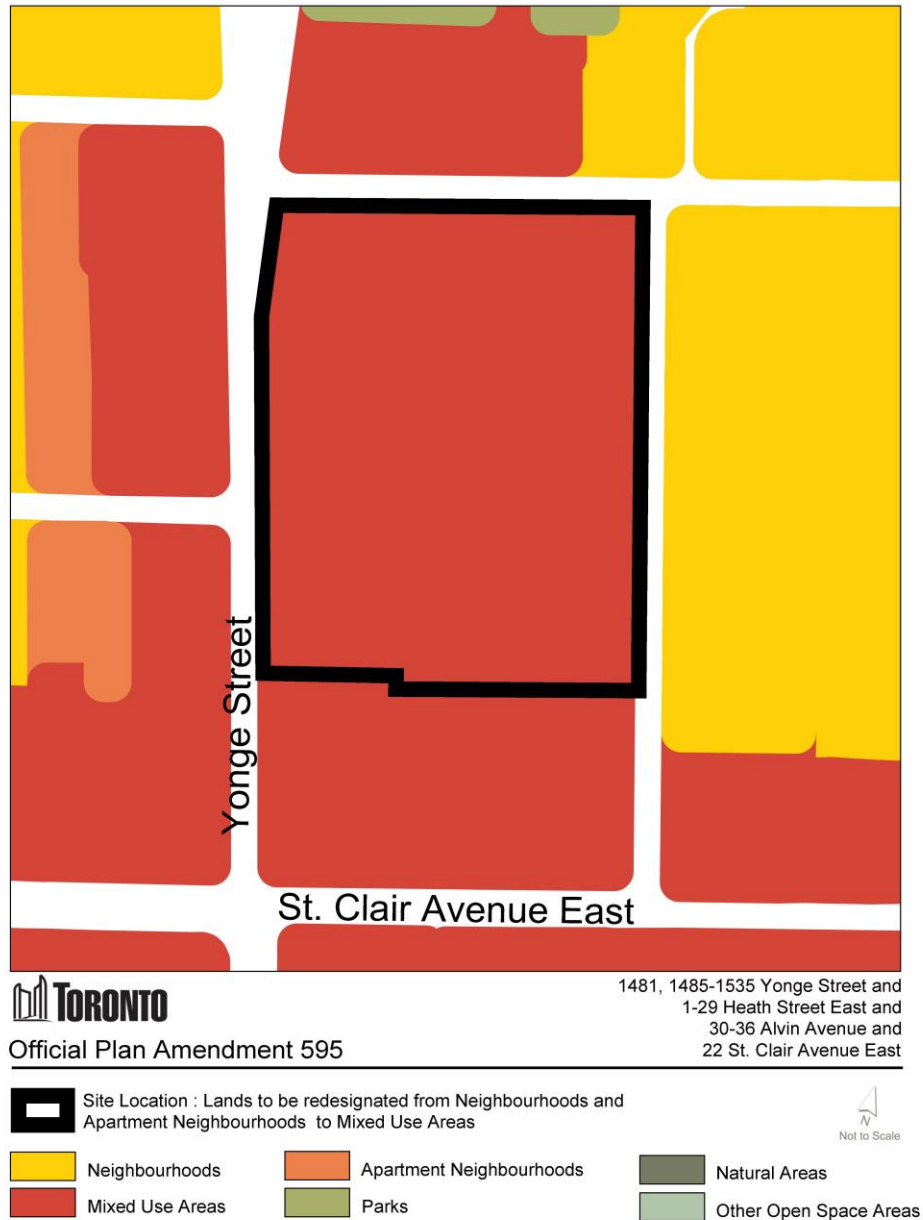 Yonge Street
St. Clair Avenue East
TORONTO
Official Plan Amendment 595
1481, 1485-1535 Yonge Street and
1-29 Heath Street East and
30-36 Alvin Avenue and
22 St. Clair Avenue East
Site Location : Lands to be redesignated from Neighbourhoods and
Apartment Neighbourhoods to Mixed Use Areas
N
Not to Scale
Neighbourhoods
Apartment Neighbourhoods
Natural Areas
Mixed Use Areas
Parks
Other Open Space Areas